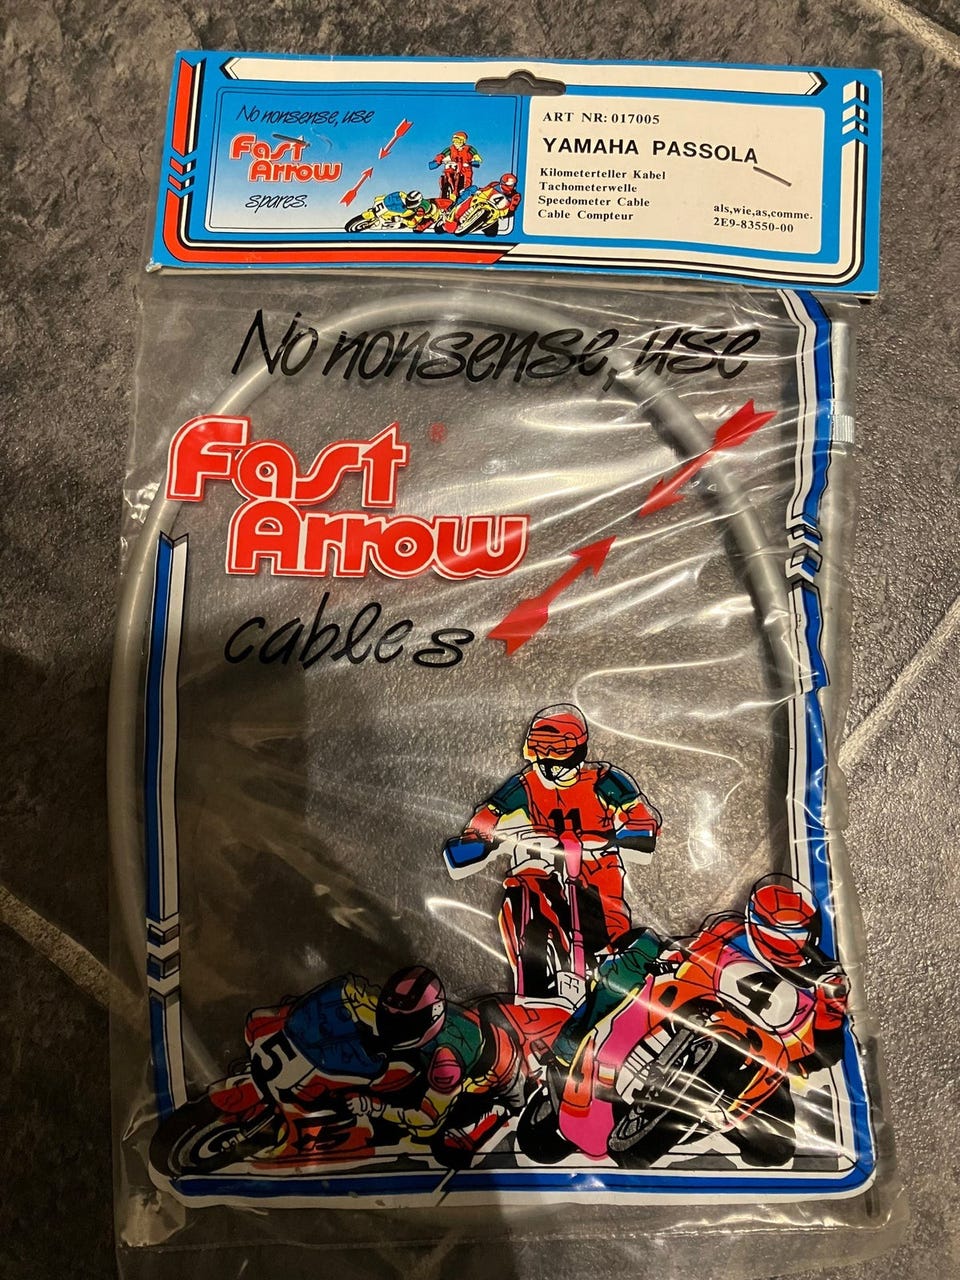 No nonsense, use
Fast
Arrow
spares.
ART NR: 017005
YAMAHA PASSOLA
Kilometerteller Kabel
Tachometerwelle
Speedometer Cable
Cable Compteur
als,wie,as,comme.
2E9-83550-00
No nonsense, use
Fast ®
Arrow
cables
11
4
5